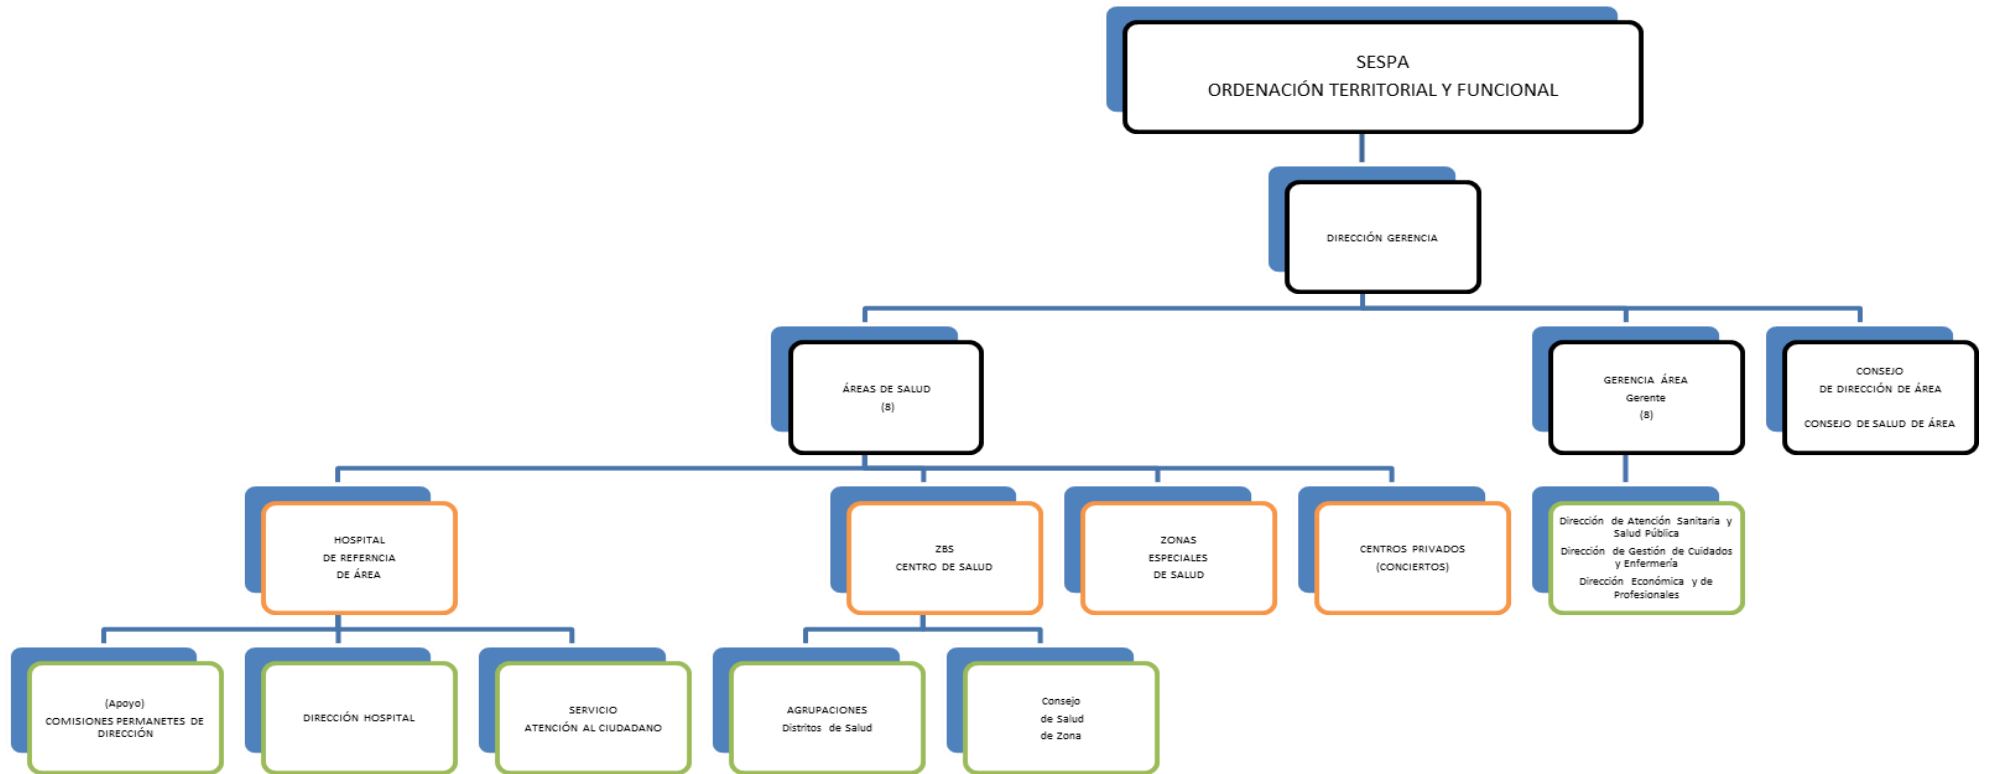 SESPA
ORDENACIÓN TERRITORIAL Y FUNCIONAL
DIRECCIÓN GERENCIA
ÁREAS DE SALUD
(8)
GERENCIA ÁREA
Gerente
(8)
CONSEJO
DE DIRECCIÓN DE ÁREA
CONSEJO DE SALUD DE ÁREA
HOSPITAL
DE REFERNCIA
DE ÁREA
ZBS
CENTRO DE SALUD
ZONAS
ESPECIALES
DE SALUD
CENTROS PRIVADOS
(CONCIERTOS)
Dirección de Atención Sanitaria y
Salud Pública
Dirección de Gestión de Cuidados
y Enfermería
Dirección Económica y de
Profesionales
(Apoyo)
COMISIONES PERMANETES DE
DIRECCIÓN
DIRECCIÓN HOSPITAL
SERVICIO
ATENCIÓN AL CIUDADANO
AGRUPACIONES
Distritos de Salud
Consejo
de Salud
de Zona